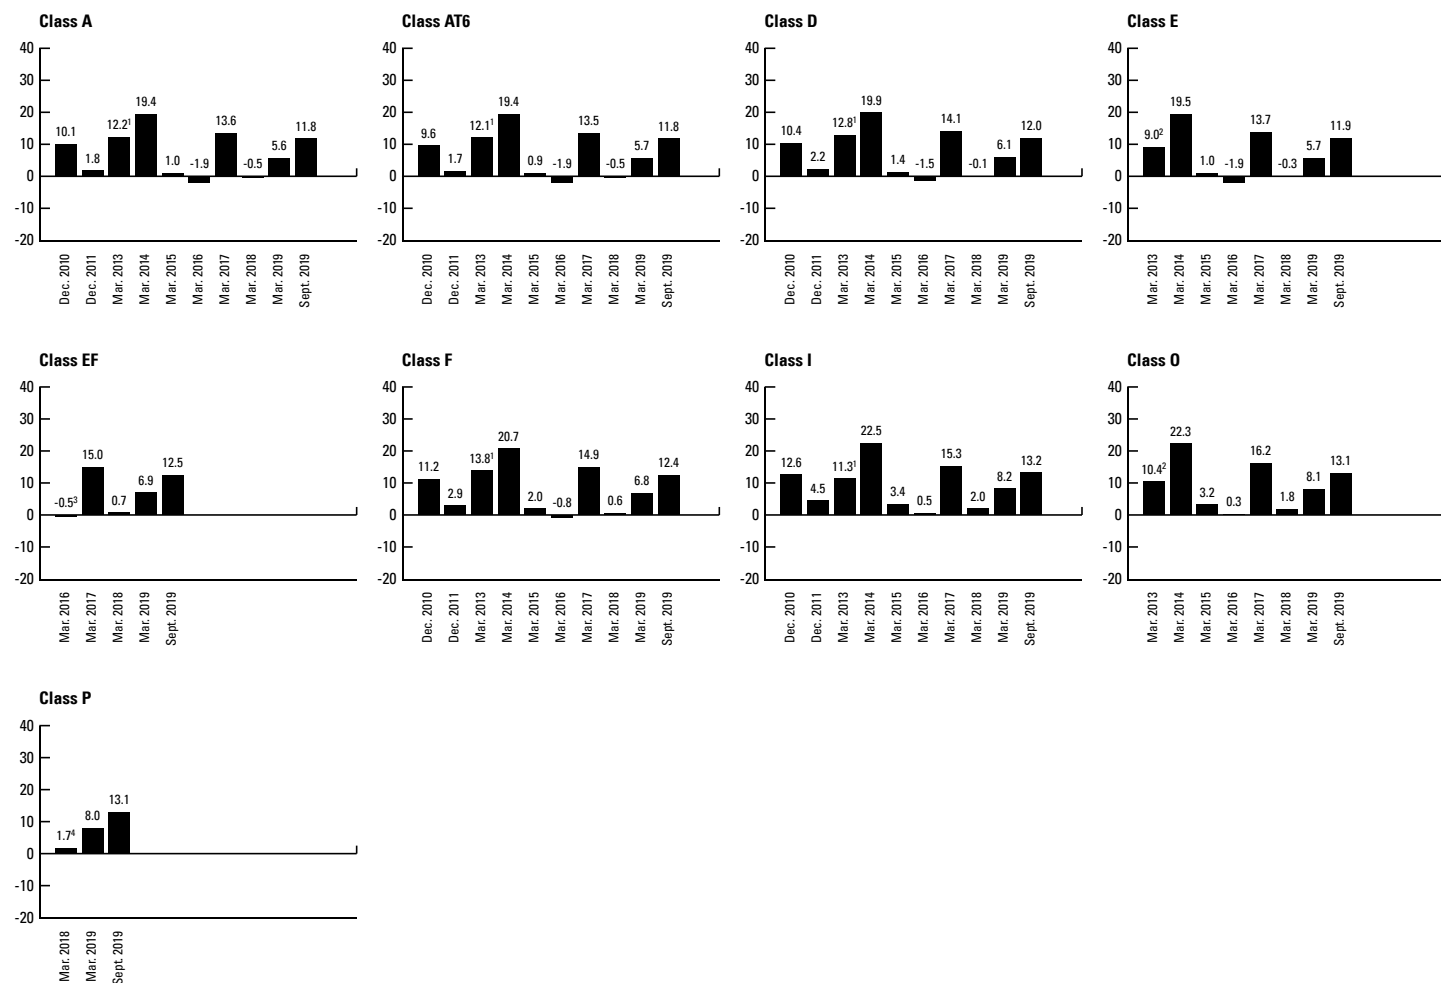 Class A
40
30
20
10
0
-10
-20
10.1
1.8
12.2¹
19.4
1.0
-1.9
13.6
-0.5
5.6
11.8
Dec. 2010
Dec. 2011
Mar. 2013
Mar. 2014
Mar. 2015
Mar. 2016
Mar. 2017
Mar. 2018
Mar. 2019
Sept. 2019
Class AT6
40
30
20
10
0
-10
-20
9.6
1.7
12.1¹
19.4
0.9
-1.9
13.5
-0.5
5.7
11.8
Dec. 2010
Dec. 2011
Mar. 2013
Mar. 2014
Mar. 2015
Mar. 2016
Mar. 2017
Mar. 2018
Mar. 2019
Sept. 2019
Class D
40
30
20
10
0
-10
-20
10.4
2.2
12.8¹
19.9
1.4
-1.5
14.1
-0.1
6.1
12.0
Dec. 2010
Dec. 2011
Mar. 2013
Mar. 2014
Mar. 2015
Mar. 2016
Mar. 2017
Mar. 2018
Mar. 2019
Sept. 2019
Class E
40
30
20
10
0
-10
-20
9.0²
19.5
1.0
-1.9
13.7
-0.3
5.7
11.9
Mar. 2013
Mar. 2014
Mar. 2015
Mar. 2016
Mar. 2017
Mar. 2018
Mar. 2019
Sept. 2019
Class EF
40
30
20
10
0
-10
-20
-0.5³
15.0
0.7
6.9
12.5
Mar. 2016
Mar. 2017
Mar. 2018
Mar. 2019
Sept. 2019
Class F
40
30
20
10
0
-10
-20
11.2
2.9
13.8¹
20.7
2.0
-0.8
14.9
0.6
6.8
12.4
Dec. 2010
Dec. 2011
Mar. 2013
Mar. 2014
Mar. 2015
Mar. 2016
Mar. 2017
Mar. 2018
Mar. 2019
Sept. 2019
Class I
40
30
20
10
0
-10
-20
12.6
4.5
11.3¹
22.5
3.4
0.5
15.3
2.0
8.2
13.2
Dec. 2010
Dec. 2011
Mar. 2013
Mar. 2014
Mar. 2015
Mar. 2016
Mar. 2017
Mar. 2018
Mar. 2019
Sept. 2019
Class O
40
30
20
10
0
-10
-20
10.4²
22.3
3.2
0.3
16.2
1.8
8.1
13.1
Mar. 2013
Mar. 2014
Mar. 2015
Mar. 2016
Mar. 2017
Mar. 2018
Mar. 2019
Sept. 2019
Class P
40
30
20
10
0
-10
-20
1.7⁴
8.0
13.1
Mar. 2018
Mar. 2019
Sept. 2019